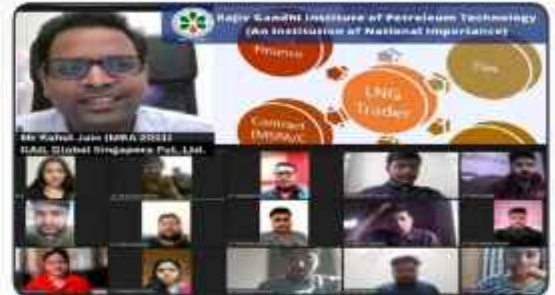 Rajiv Gandhi Institute of Petroleum Technology
(An Institution of National Importance)
Finance
LNG
Trader
Contract
Mr Rahul Jain (MBA 2011)
GAIL Global Singapore Pvt. Ltd.